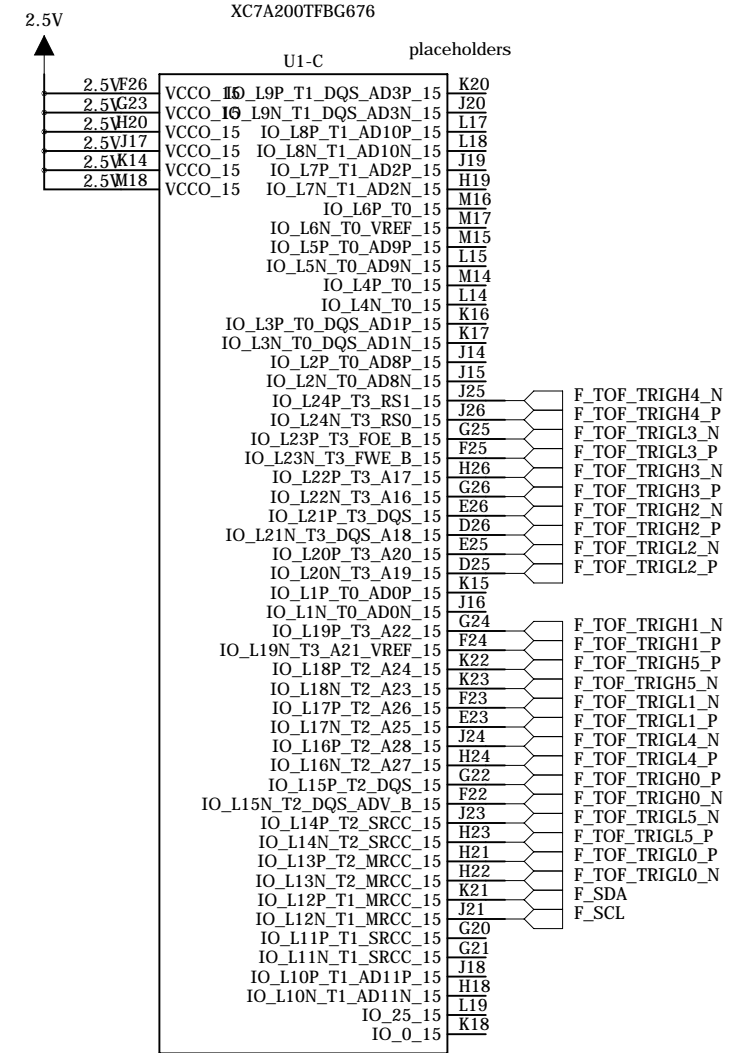 XC7A200TFBG676
2.5V
U1-C
placeholders
2.5V F26 VCCO_15 IO_L9P_T1_DQS_AD3P_15 K20
2.5V G23 VCCO_15 IO_L9N_T1_DQS_AD3N_15 J20
2.5V H20 VCCO_15 IO_L8P_T1_AD10P_15 L17
2.5V J17 VCCO_15 IO_L8N_T1_AD10N_15 L18
2.5V K14 VCCO_15 IO_L7P_T1_AD2P_15 J19
2.5V M18 VCCO_15 IO_L7N_T1_AD2N_15 H19
IO_L6P_T0_15 M16
IO_L6N_T0_VREF_15 M17
IO_L5P_T0_AD9P_15 M15
IO_L5N_T0_AD9N_15 L15
IO_L4P_T0_15 M14
IO_L4N_T0_15 L14
IO_L3P_T0_DQS_AD1P_15 K16
IO_L3N_T0_DQS_AD1N_15 K17
IO_L2P_T0_AD8P_15 J14
IO_L2N_T0_AD8N_15 J15
IO_L24P_T3_RS1_15 J25 F_TOF_TRIGH4_N
IO_L24N_T3_RS0_15 J26 F_TOF_TRIGH4_P
IO_L23P_T3_FOE_B_15 G25 F_TOF_TRIGL3_N
IO_L23N_T3_FWE_B_15 F25 F_TOF_TRIGL3_P
IO_L22P_T3_A17_15 H26 F_TOF_TRIGH3_N
IO_L22N_T3_A16_15 G26 F_TOF_TRIGH3_P
IO_L21P_T3_DQS_15 E26 F_TOF_TRIGH2_N
IO_L21N_T3_DQS_A18_15 D26 F_TOF_TRIGH2_P
IO_L20P_T3_A20_15 E25 F_TOF_TRIGL2_N
IO_L20N_T3_A19_15 D25 F_TOF_TRIGL2_P
IO_L1P_T0_AD0P_15 K15
IO_L1N_T0_AD0N_15 J16
IO_L19P_T3_A22_15 G24 F_TOF_TRIGH1_N
IO_L19N_T3_A21_VREF_15 F24 F_TOF_TRIGH1_P
IO_L18P_T2_A24_15 K22 F_TOF_TRIGH5_P
IO_L18N_T2_A23_15 K23 F_TOF_TRIGH5_N
IO_L17P_T2_A26_15 F23 F_TOF_TRIGL1_N
IO_L17N_T2_A25_15 E23 F_TOF_TRIGL1_P
IO_L16P_T2_A28_15 J24 F_TOF_TRIGL4_N
IO_L16N_T2_A27_15 H24 F_TOF_TRIGL4_P
IO_L15P_T2_DQS_15 G22 F_TOF_TRIGH0_P
IO_L15N_T2_DQS_ADV_B_15 F22 F_TOF_TRIGH0_N
IO_L14P_T2_SRCC_15 J23 F_TOF_TRIGL5_N
IO_L14N_T2_SRCC_15 H23 F_TOF_TRIGL5_P
IO_L13P_T2_MRCC_15 H21 F_TOF_TRIGL0_P
IO_L13N_T2_MRCC_15 H22 F_TOF_TRIGL0_N
IO_L12P_T1_MRCC_15 K21 F_SDA
IO_L12N_T1_MRCC_15 J21 F_SCL
IO_L11P_T1_SRCC_15 G20
IO_L11N_T1_SRCC_15 G21
IO_L10P_T1_AD11P_15 J18
IO_L10N_T1_AD11N_15 H18
IO_25_15 L19
IO_0_15 K18